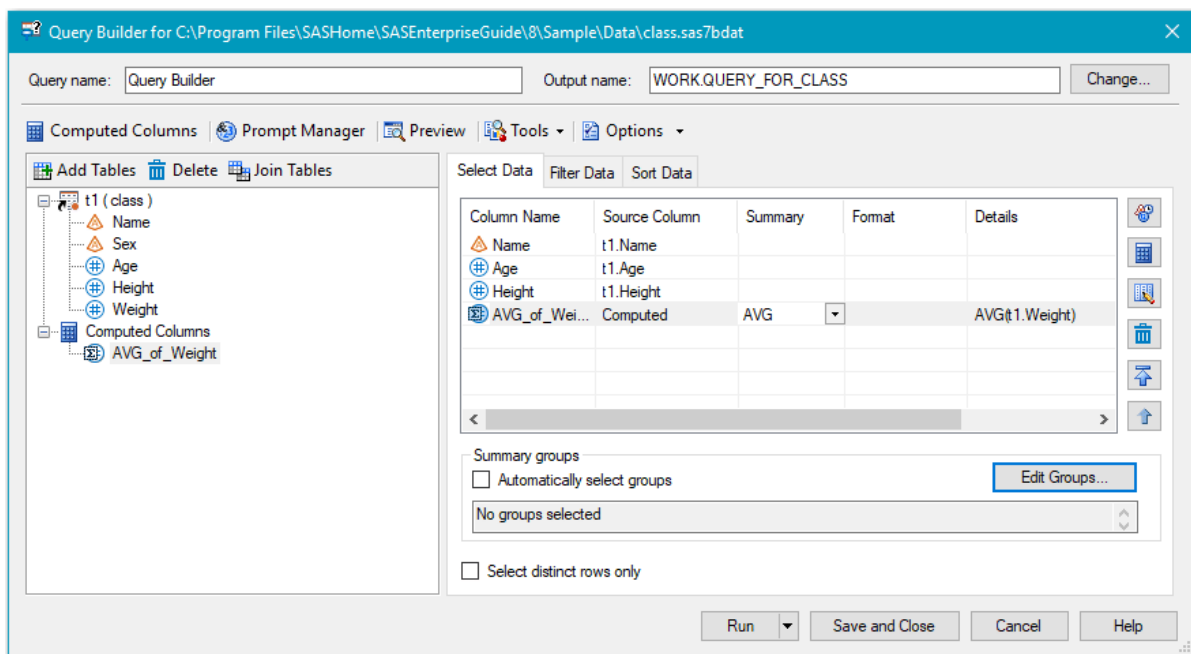 Query Builder for C:\Program Files\SASHome\SASEnterpriseGuide\8\Sample\Data\class.sas7bdat
Query name: Query Builder Output name: WORK.QUERY_FOR_CLASS Change...
Computed Columns Prompt Manager Preview Tools Options
Add Tables Delete Join Tables
t1 ( class )
Name
Sex
Age
Height
Weight
Computed Columns
AVG_of_Weight
Select Data Filter Data Sort Data
Column Name Source Column Summary Format Details
Name t1.Name
Age t1.Age
Height t1.Height
AVG_of_Wei... Computed AVG AVG(t1.Weight)
Summary groups
Automatically select groups Edit Groups...
No groups selected
Select distinct rows only
Run Save and Close Cancel Help